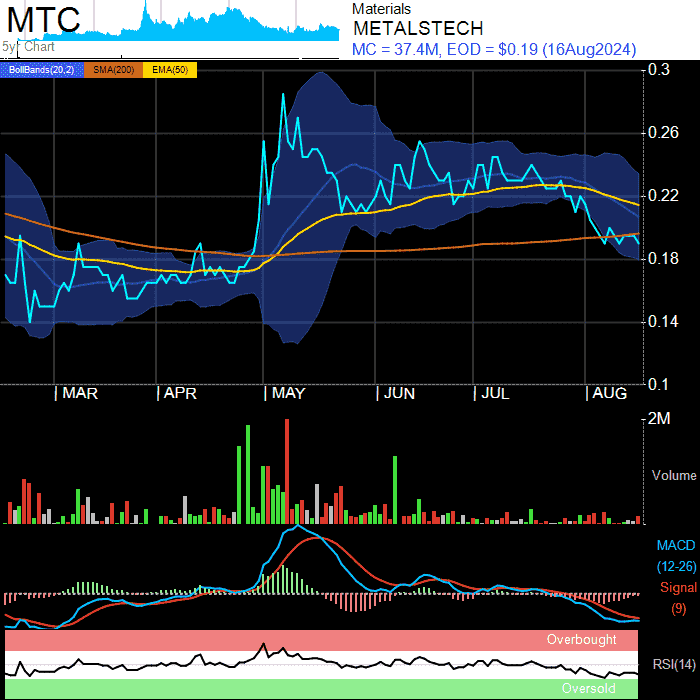 MTC
5yr Chart
Materials
METALSTECH
MC = 37.4M, EOD = $0.19 (16Aug2024)
BollBands(20,2) SMA(200) EMA(50)
0.3
0.26
0.22
0.18
0.14
0.1
| MAR | APR | MAY | JUN | JUL | AUG
2M
Volume
MACD
(12-26)
Signal
(9)
Overbought
RSI(14)
Oversold